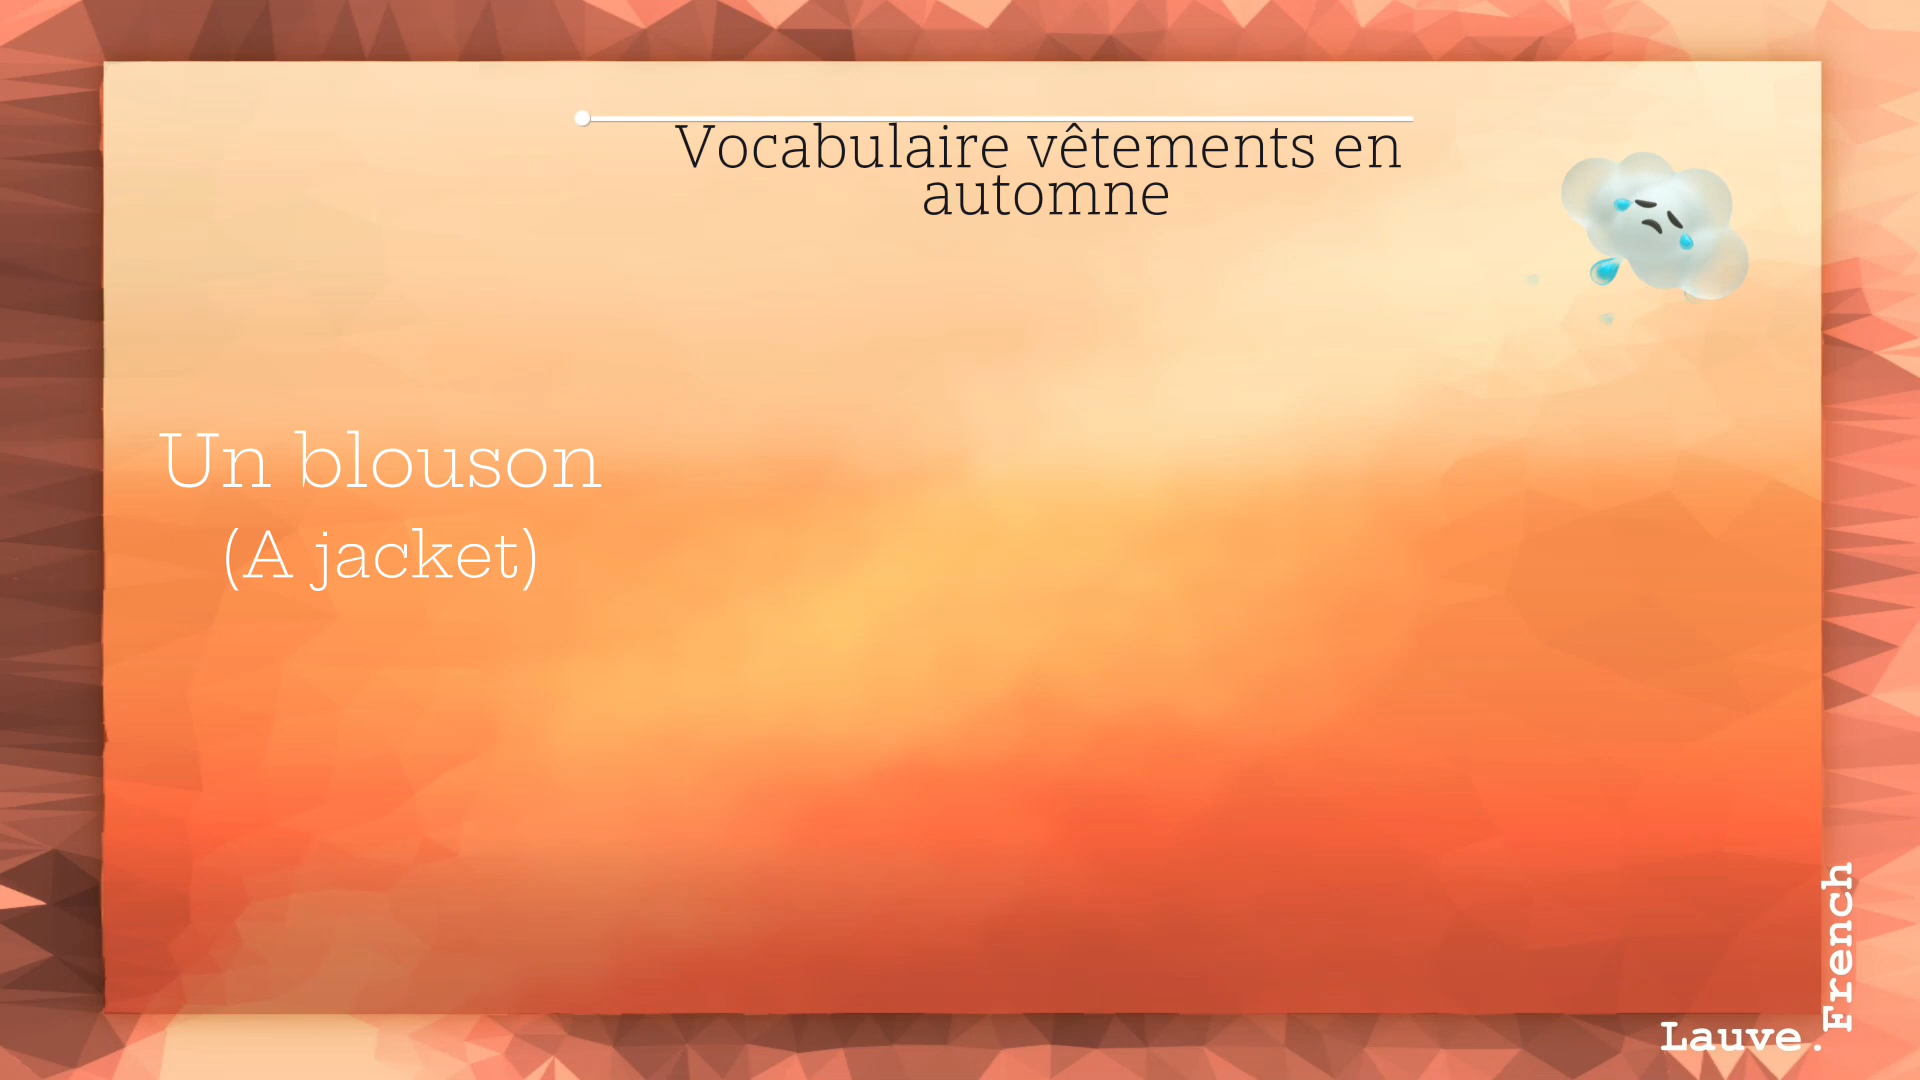 Vocabulaire vêtements en
automne
Un blouson
(A jacket)
Lauve.French